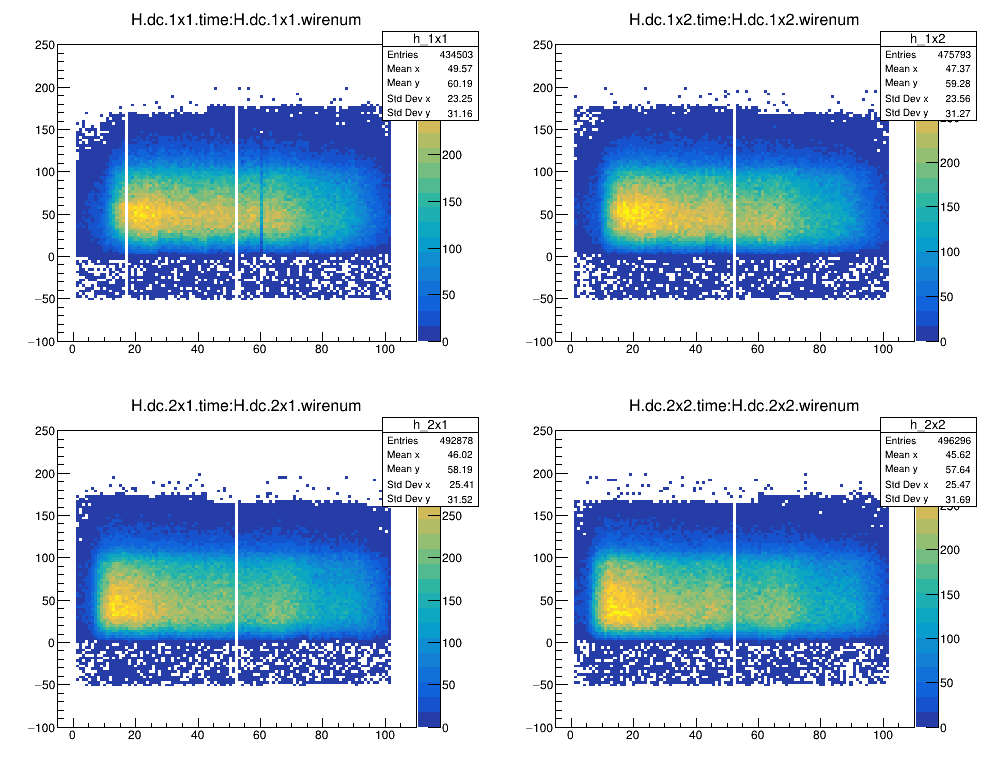 H.dc.1x1.time:H.dc.1x1.wirenum
h_1x1
Entries 434503
Mean x 49.57
Mean y 60.19
Std Dev x 23.25
Std Dev y 31.16
250
200
150
100
50
0
−50
−100
0 20 40 60 80 100
200
150
100
50
0
H.dc.1x2.time:H.dc.1x2.wirenum
h_1x2
Entries 475793
Mean x 47.37
Mean y 59.28
Std Dev x 23.56
Std Dev y 31.27
250
200
150
100
50
0
−50
−100
0 20 40 60 80 100
200
150
100
50
0
H.dc.2x1.time:H.dc.2x1.wirenum
h_2x1
Entries 492878
Mean x 46.02
Mean y 58.19
Std Dev x 25.41
Std Dev y 31.52
250
200
150
100
50
0
−50
−100
0 20 40 60 80 100
250
200
150
100
50
0
H.dc.2x2.time:H.dc.2x2.wirenum
h_2x2
Entries 496296
Mean x 45.62
Mean y 57.64
Std Dev x 25.47
Std Dev y 31.69
250
200
150
100
50
0
−50
−100
0 20 40 60 80 100
250
200
150
100
50
0